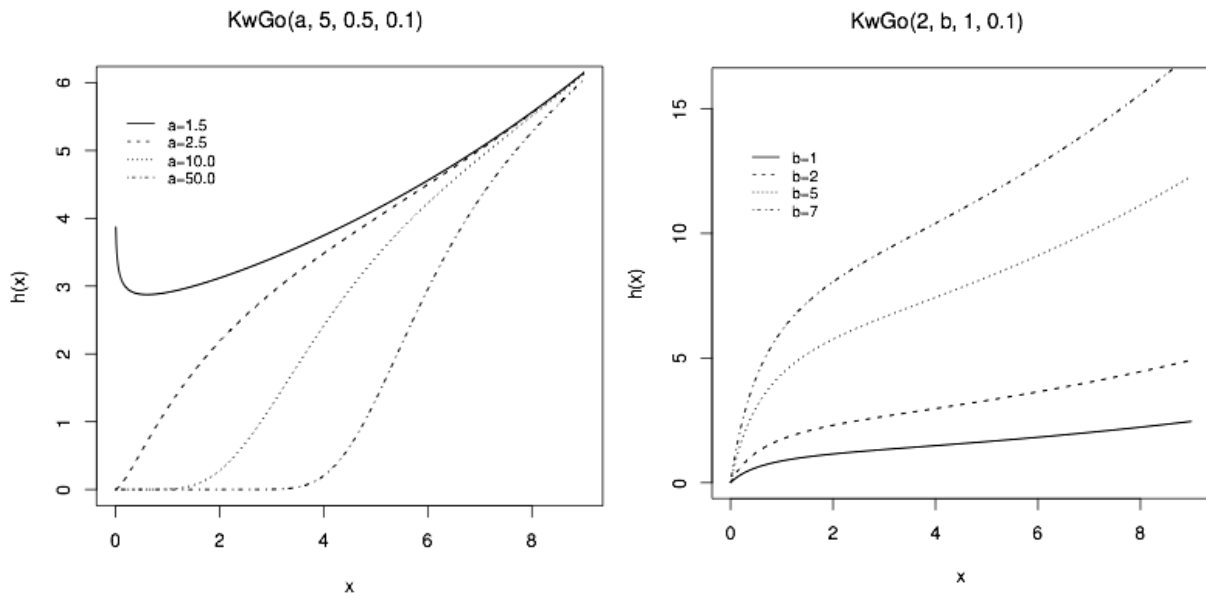 KwGo(a, 5, 0.5, 0.1)
6
5
4
3
2
1
0
h(x)
a=1.5
a=2.5
a=10.0
a=50.0
0
2
4
6
8
x
KwGo(2, b, 1, 0.1)
15
10
5
0
h(x)
b=1
b=2
b=5
b=7
0
2
4
6
8
x